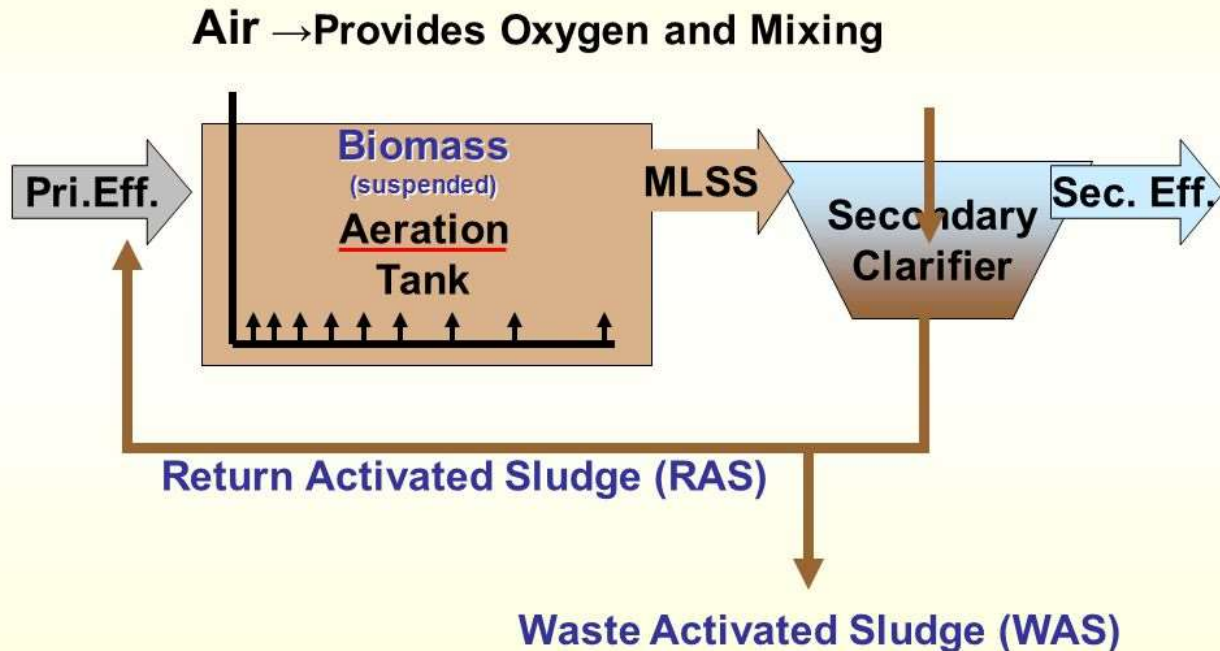 Air →Provides Oxygen and Mixing
Pri.Eff.
Biomass
(suspended)
Aeration
Tank
MLSS
Secondary
Clarifier
Sec. Eff.
Return Activated Sludge (RAS)
Waste Activated Sludge (WAS)